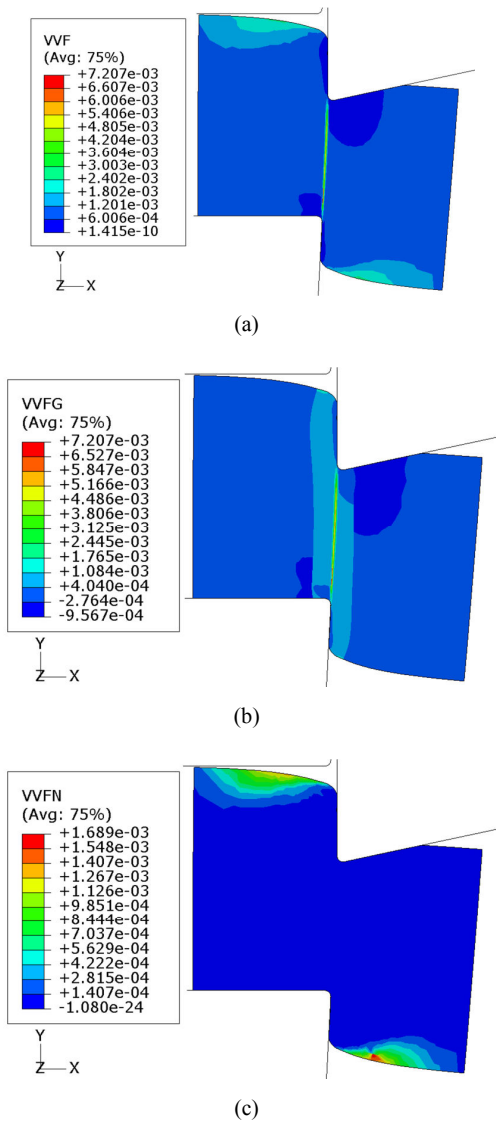 VVF
(Avg: 75%)
+7.207e-03
+6.607e-03
+6.006e-03
+5.406e-03
+4.805e-03
+4.204e-03
+3.604e-03
+3.003e-03
+2.402e-03
+1.802e-03
+1.201e-03
+6.006e-04
+1.415e-10
Y
Z X
(a)
VVFG
(Avg: 75%)
+7.207e-03
+6.527e-03
+5.847e-03
+5.166e-03
+4.486e-03
+3.806e-03
+3.125e-03
+2.445e-03
+1.765e-03
+1.084e-03
+4.040e-04
-2.764e-04
-9.567e-04
Y
Z X
(b)
VVFN
(Avg: 75%)
+1.689e-03
+1.548e-03
+1.407e-03
+1.267e-03
+1.126e-03
+9.851e-04
+8.444e-04
+7.037e-04
+5.629e-04
+4.222e-04
+2.815e-04
+1.407e-04
-1.080e-24
Y
Z X
(c)